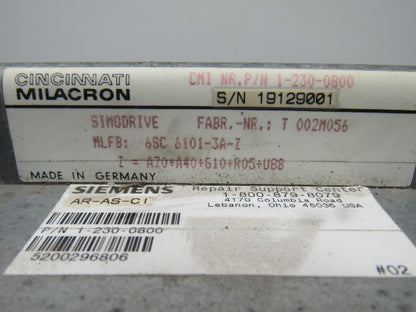 CINCINNATI
MILACRON
CMI NR.P/N 1-230-0800
S/N 19129001
SIMODRIVE FABR.-NR.: T 002M056
MLFB: 6SC 6101-3A-Z
Z = A70+A40+G10+R05+UBB
MADE IN GERMANY
SIEMENS
AR-AS-CI
Repair Support Center
1-800-879-8079
4170 Columbia Road
Lebanon, Ohio 45036 USA
P/N 1-230-0800
5200296806
#02